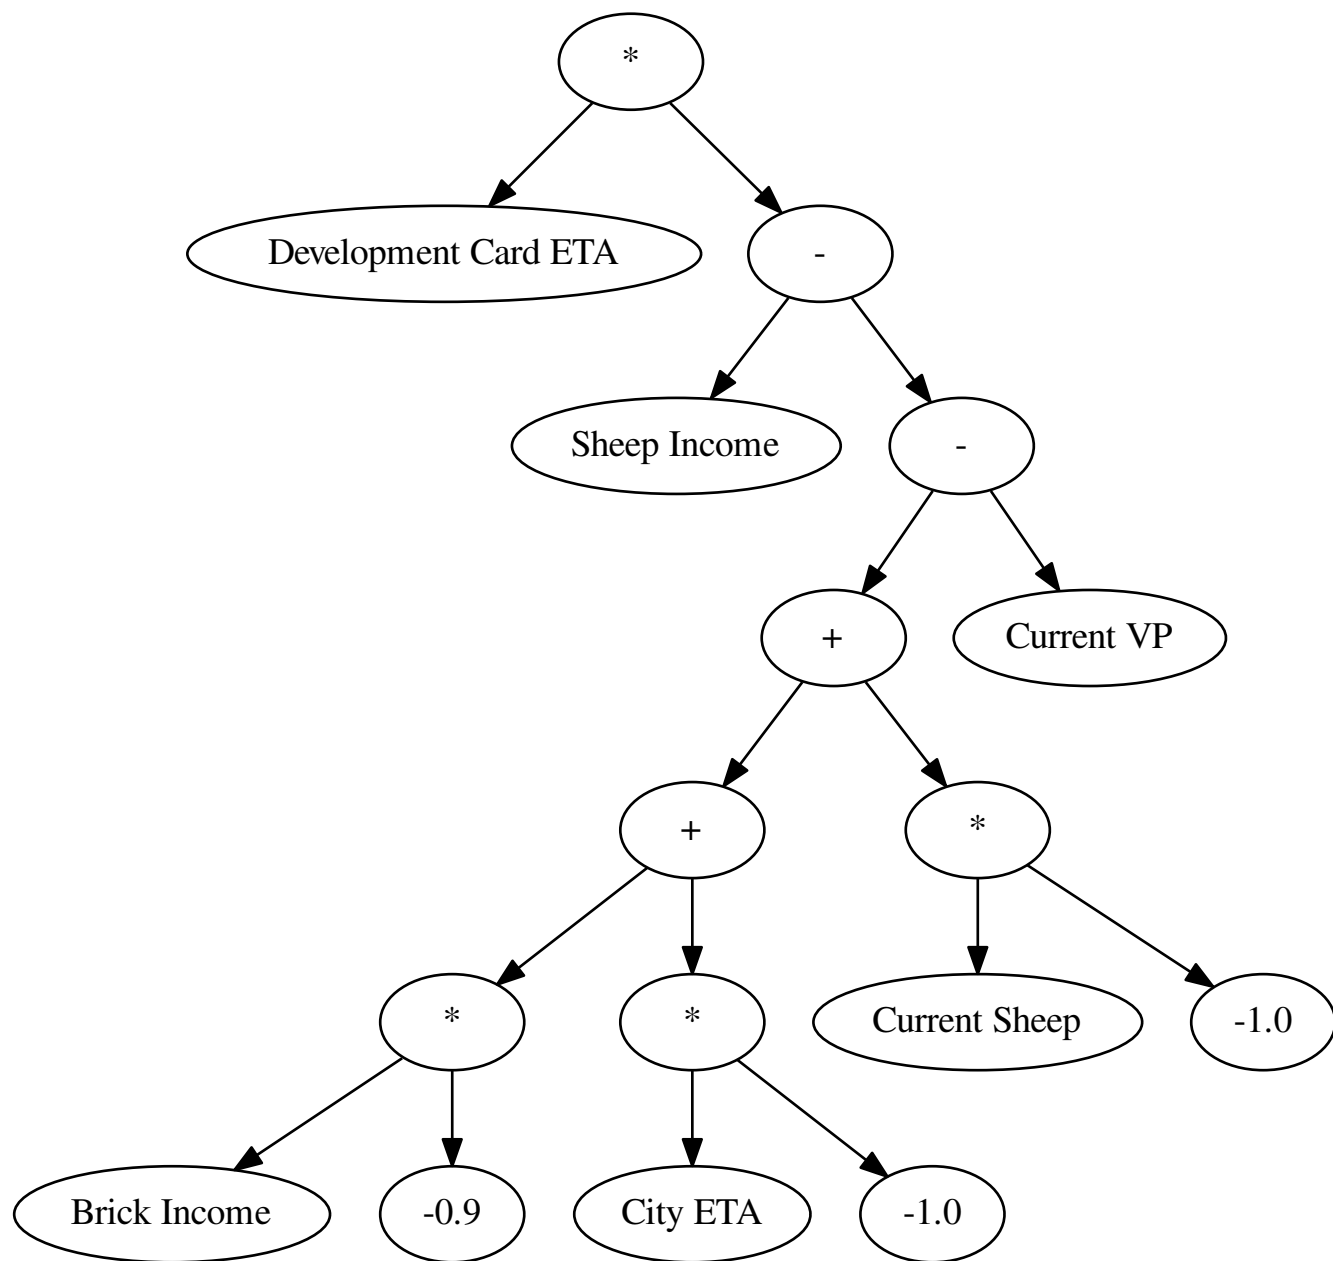 *
Development Card ETA
-
Sheep Income
-
+
Current VP
+
*
*
*
Current Sheep
-1.0
Brick Income
-0.9
City ETA
-1.0